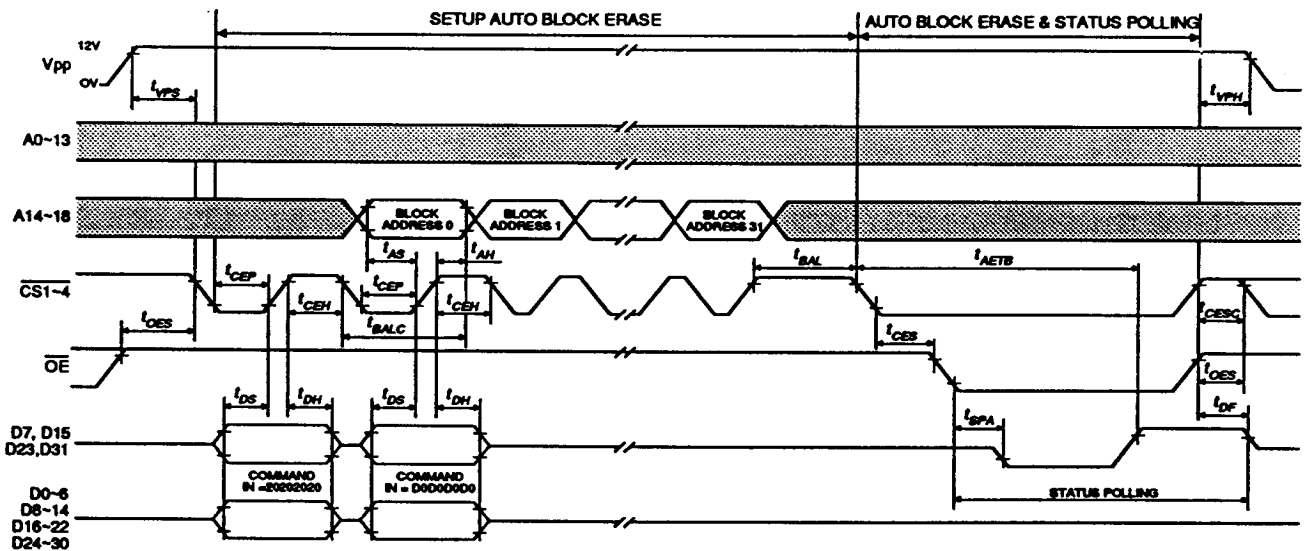 SETUP AUTO BLOCK ERASE
AUTO BLOCK ERASE & STATUS POLLING
12V
Vpp
0V
tVPS
tVPH
A0~13
A14~18
BLOCK ADDRESS 0
BLOCK ADDRESS 1
BLOCK ADDRESS 31
tAS
tAH
tBAL
tAETB
CS1~4
tCEP
tCEH
tCEP
tCEH
tCESC
tOES
tBALC
tCES
OE
tOES
tDS
tDH
tDS
tDH
tDF
tSPA
D7, D15
D23,D31
COMMAND
IN =20202020
COMMAND
IN = D0D0D0D0
STATUS POLLING
D0~6
D8~14
D16~22
D24~30